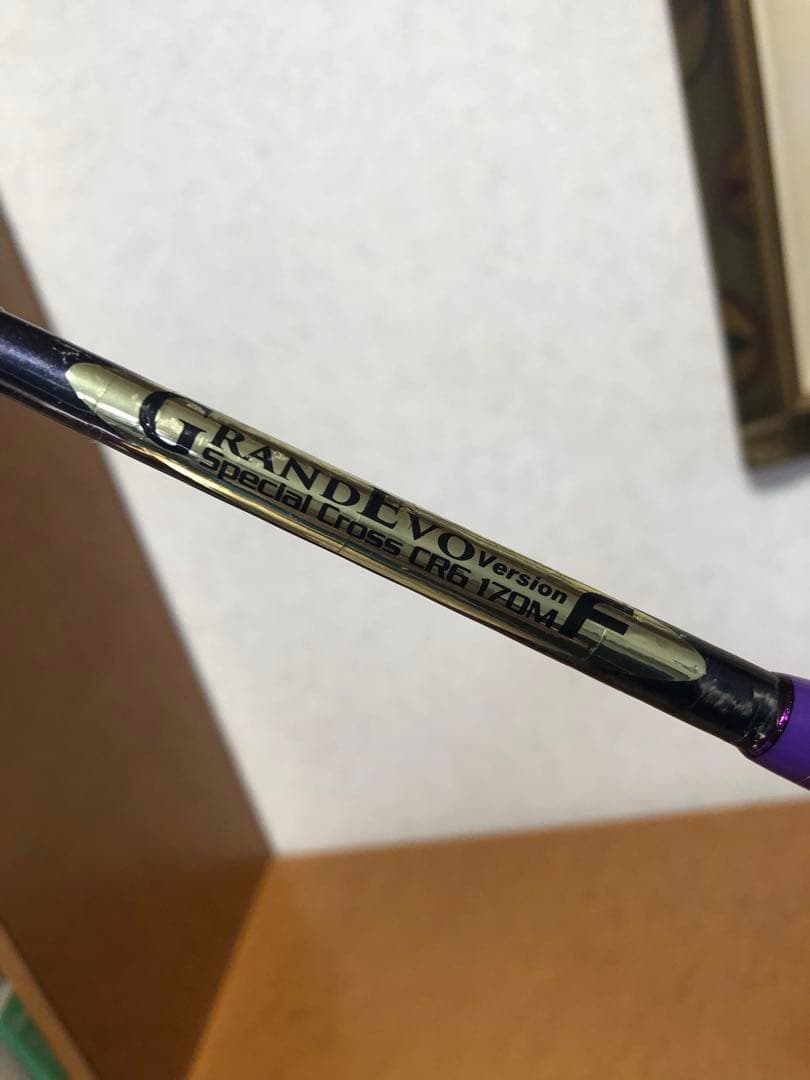 GRANDEVO Version F
Special Cross CR6 170M